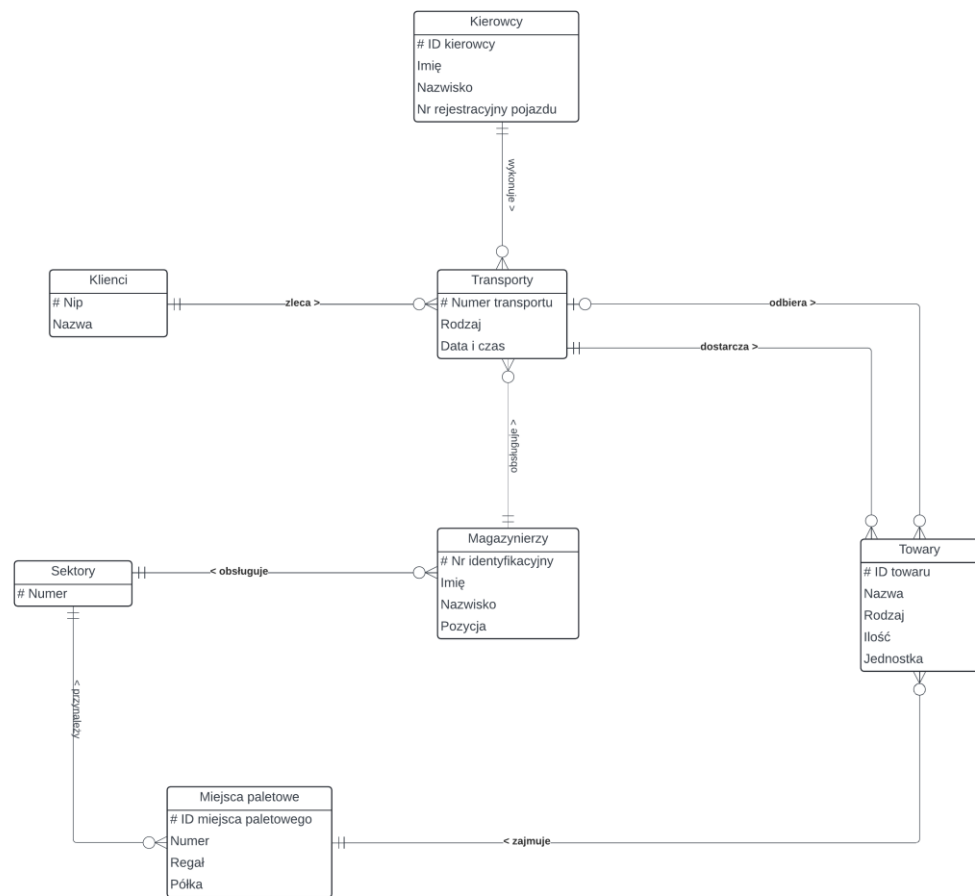 Kierowcy
# ID kierowcy
Imię
Nazwisko
Nr rejestracyjny pojazdu
wykonuje >
Klienci
# Nip
Nazwa
zleca >
Transporty
# Numer transportu
Rodzaj
Data i czas
odbiera >
dostarcza >
obsługuje >
Magazynierzy
# Nr identyfikacyjny
Imię
Nazwisko
Pozycja
Sektory
# Numer
< obsługuje
Towary
# ID towaru
Nazwa
Rodzaj
Ilość
Jednostka
< przynależy
Miejsca paletowe
# ID miejsca paletowego
Numer
Regał
Półka
< zajmuje